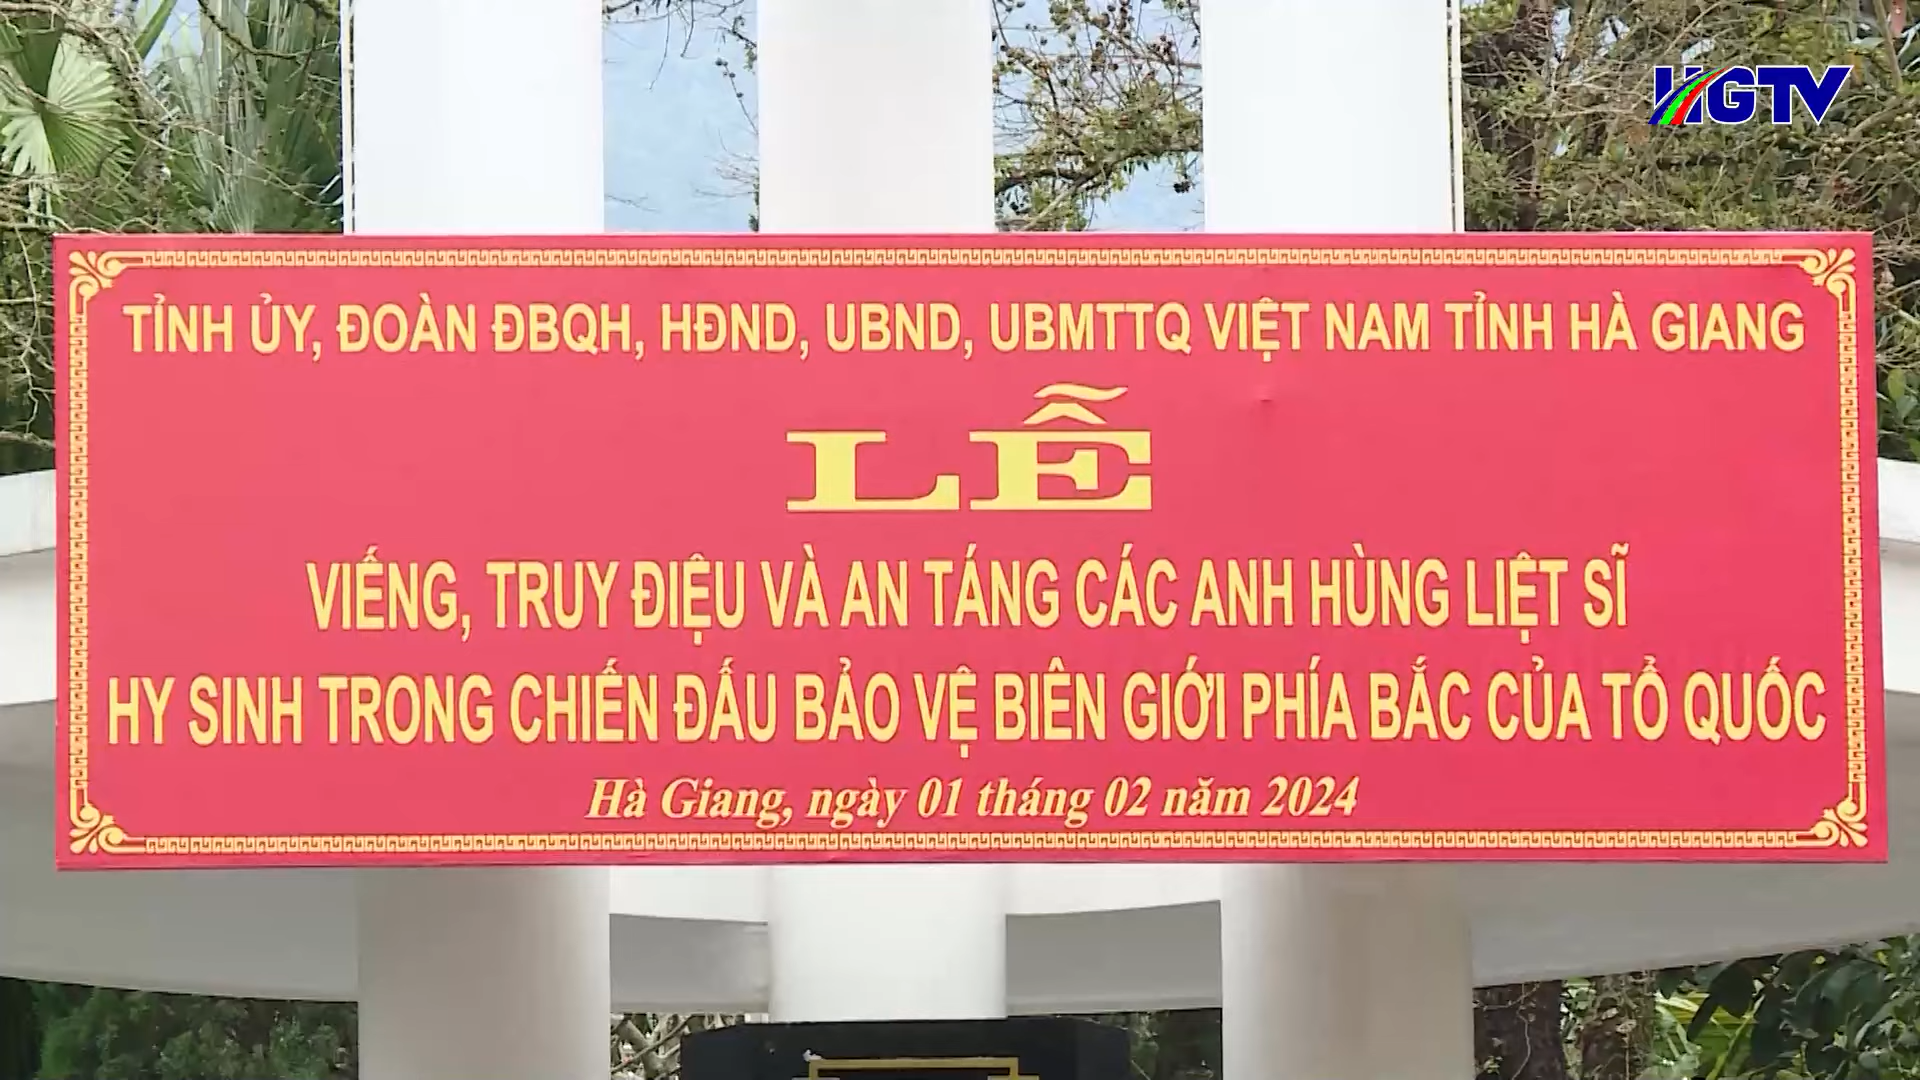 HGTV
TỈNH ỦY, ĐOÀN ĐBQH, HĐND, UBND, UBMTTQ VIỆT NAM TỈNH HÀ GIANG
LỄ
VIẾNG, TRUY ĐIỆU VÀ AN TÁNG CÁC ANH HÙNG LIỆT SĨ
HY SINH TRONG CHIẾN ĐẤU BẢO VỆ BIÊN GIỚI PHÍA BẮC CỦA TỔ QUỐC
Hà Giang, ngày 01 tháng 02 năm 2024